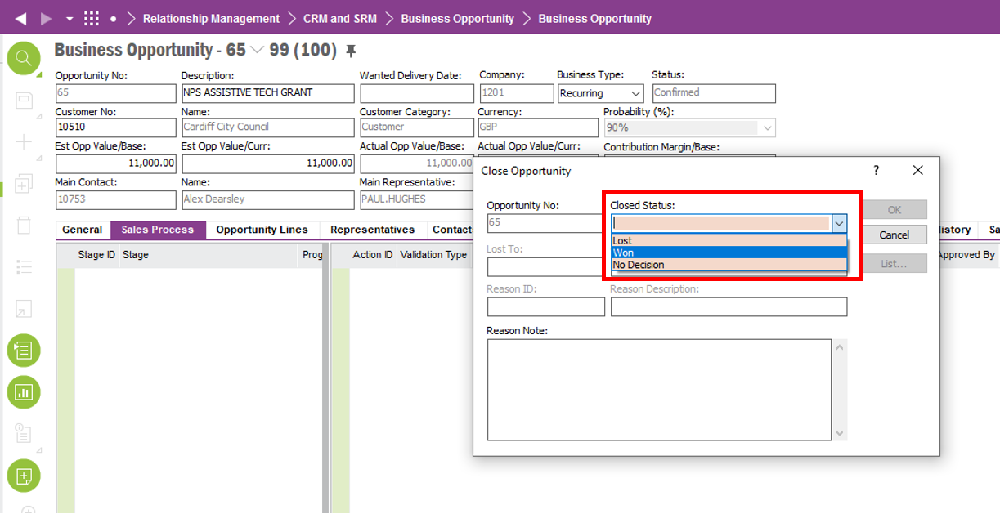 Relationship Management CRM and SRM Business Opportunity Business Opportunity
Business Opportunity - 65 99 (100)
Opportunity No: Description: Wanted Delivery Date: Company: Business Type: Status:
65 NPS ASSISTIVE TECH GRANT 1201 Recurring Confirmed
Customer No: Name: Customer Category: Currency: Probability (%):
10510 Cardiff City Council Customer GBP 90%
Est Opp Value/Base: Est Opp Value/Curr: Actual Opp Value/Base: Actual Opp Value/Curr: Contribution Margin/Base:
11,000.00 11,000.00 11,000.00
Main Contact: Name: Main Representative:
10753 Alex Dearsley PAUL.HUGHES
General Sales Process Opportunity Lines Representatives Contacts History Sa
Stage ID Stage Prog Action ID Validation Type Approved By
Close Opportunity ?
Opportunity No: Closed Status:
65
OK
Lost
Won
No Decision
Cancel
Lost To:
List...
Reason ID: Reason Description:
Reason Note: